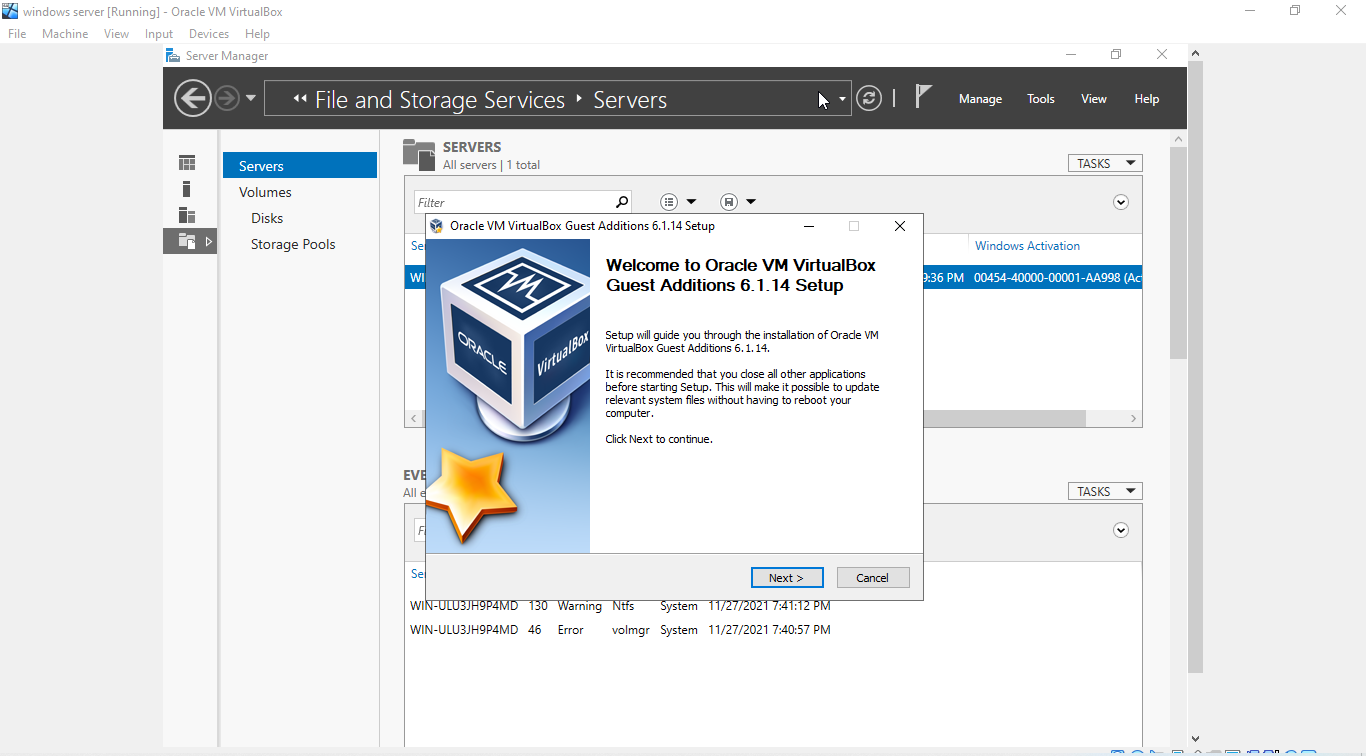 windows server [Running] - Oracle VM VirtualBox
File Machine View Input Devices Help
Server Manager
File and Storage Services Servers
Manage Tools View Help
Servers
Volumes
Disks
Storage Pools
SERVERS
All servers | 1 total
TASKS
Filter
Windows Activation
9:36 PM 00454-40000-00001-AA998 (Act
Oracle VM VirtualBox Guest Additions 6.1.14 Setup
ORACLE
VirtualBox
Welcome to Oracle VM VirtualBox
Guest Additions 6.1.14 Setup
Setup will guide you through the installation of Oracle VM
VirtualBox Guest Additions 6.1.14.
It is recommended that you close all other applications
before starting Setup. This will make it possible to update
relevant system files without having to reboot your
computer.
Click Next to continue.
Next >
Cancel
EVE
All e
TASKS
WIN-ULU3JH9P4MD 130 Warning Ntfs System 11/27/2021 7:41:12 PM
WIN-ULU3JH9P4MD 46 Error volmgr System 11/27/2021 7:40:57 PM